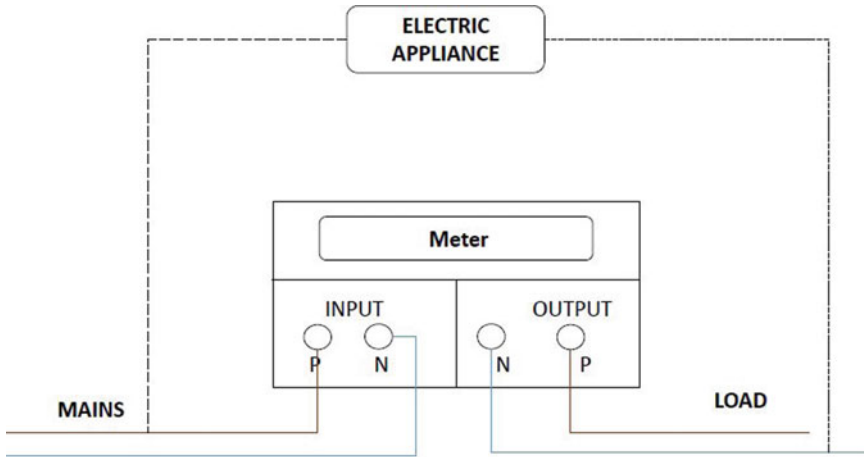 ELECTRIC
APPLIANCE
Meter
INPUT
OUTPUT
P
N
N
P
MAINS
LOAD